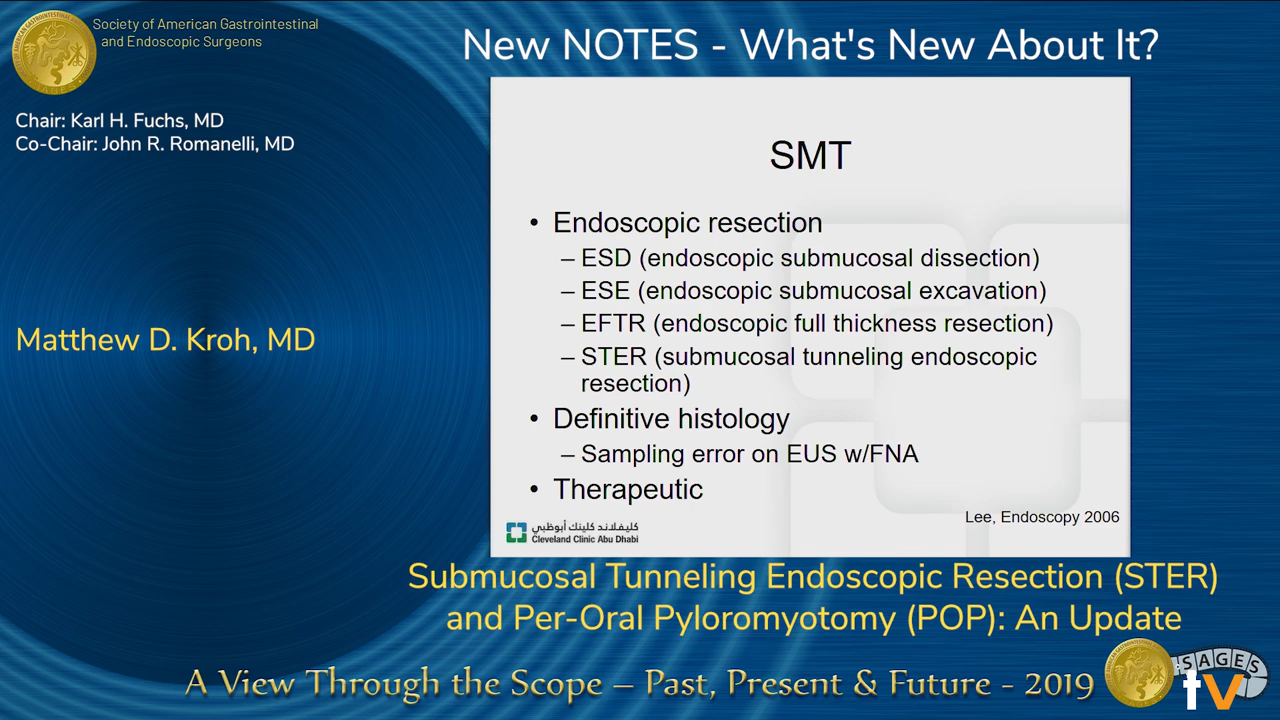 Society of American Gastrointestinal
and Endoscopic Surgeons
New NOTES - What's New About It?
Chair: Karl H. Fuchs, MD
Co-Chair: John R. Romanelli, MD
Matthew D. Kroh, MD
SMT
• Endoscopic resection
– ESD (endoscopic submucosal dissection)
– ESE (endoscopic submucosal excavation)
– EFTR (endoscopic full thickness resection)
– STER (submucosal tunneling endoscopic
resection)
• Definitive histology
– Sampling error on EUS w/FNA
• Therapeutic
Lee, Endoscopy 2006
كليفلاند كلينك أبوظبي
Cleveland Clinic Abu Dhabi
Submucosal Tunneling Endoscopic Resection (STER)
and Per-Oral Pyloromyotomy (POP): An Update
A View Through the Scope – Past, Present & Future - 2019
SAGES
tv